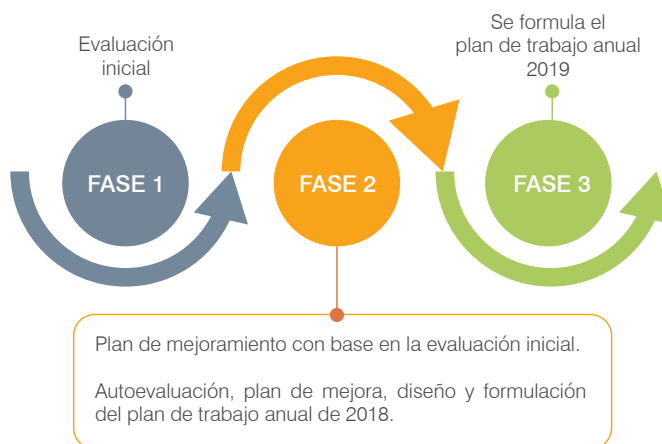 Evaluación
inicial
FASE 1
FASE 2
Se formula el
plan de trabajo anual
2019
FASE 3
Plan de mejoramiento con base en la evaluación inicial.
Autoevaluación, plan de mejora, diseño y formulación
del plan de trabajo anual de 2018.